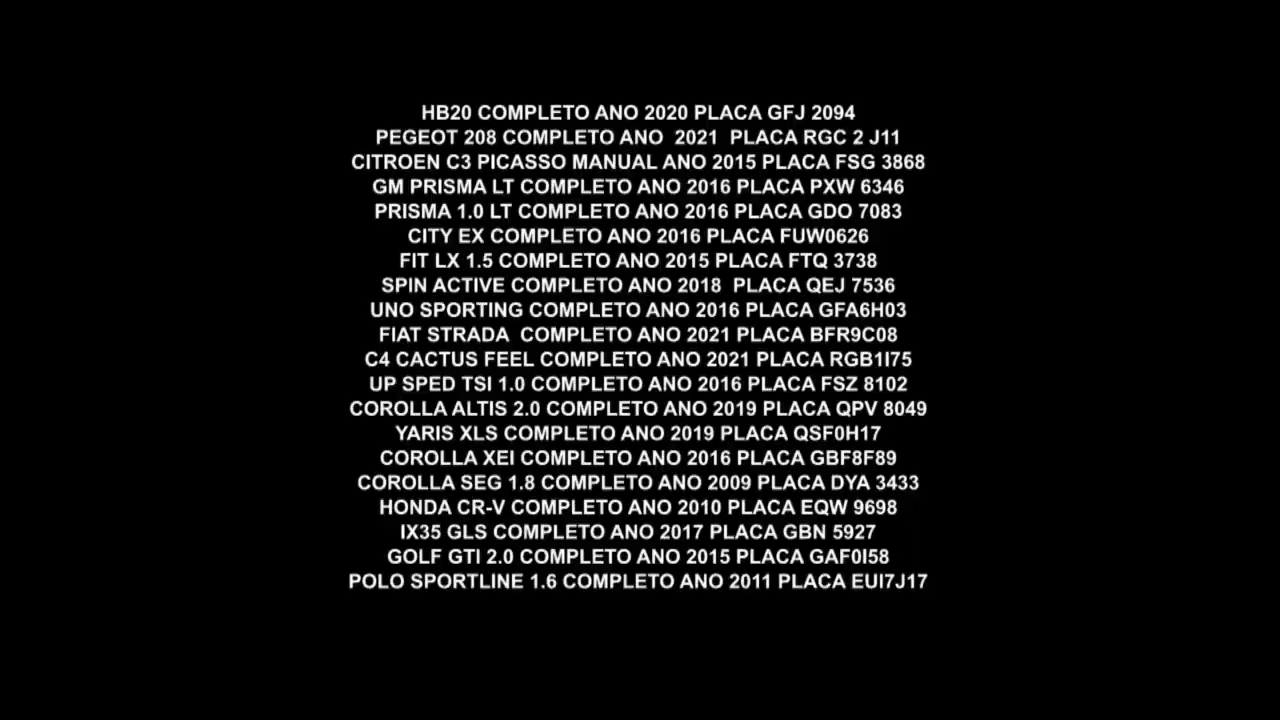 HB20 COMPLETO ANO 2020 PLACA GFJ 2094
PEGEOT 208 COMPLETO ANO  2021  PLACA RGC 2 J11
CITROEN C3 PICASSO MANUAL ANO 2015 PLACA FSG 3868
GM PRISMA LT COMPLETO ANO 2016 PLACA PXW 6346
PRISMA 1.0 LT COMPLETO ANO 2016 PLACA GDO 7083
CITY EX COMPLETO ANO 2016 PLACA FUW0626
FIT LX 1.5 COMPLETO ANO 2015 PLACA FTQ 3738
SPIN ACTIVE COMPLETO ANO 2018  PLACA QEJ 7536
UNO SPORTING COMPLETO ANO 2016 PLACA GFA6H03
FIAT STRADA  COMPLETO ANO 2021 PLACA BFR9C08
C4 CACTUS FEEL COMPLETO ANO 2021 PLACA RGB1I75
UP SPED TSI 1.0 COMPLETO ANO 2016 PLACA FSZ 8102
COROLLA ALTIS 2.0 COMPLETO ANO 2019 PLACA QPV 8049
YARIS XLS COMPLETO ANO 2019 PLACA QSF0H17
COROLLA XEI COMPLETO ANO 2016 PLACA GBF8F89
COROLLA SEG 1.8 COMPLETO ANO 2009 PLACA DYA 3433
HONDA CR-V COMPLETO ANO 2010 PLACA EQW 9698
IX35 GLS COMPLETO ANO 2017 PLACA GBN 5927
GOLF GTI 2.0 COMPLETO ANO 2015 PLACA GAF0I58
POLO SPORTLINE 1.6 COMPLETO ANO 2011 PLACA EUI7J17